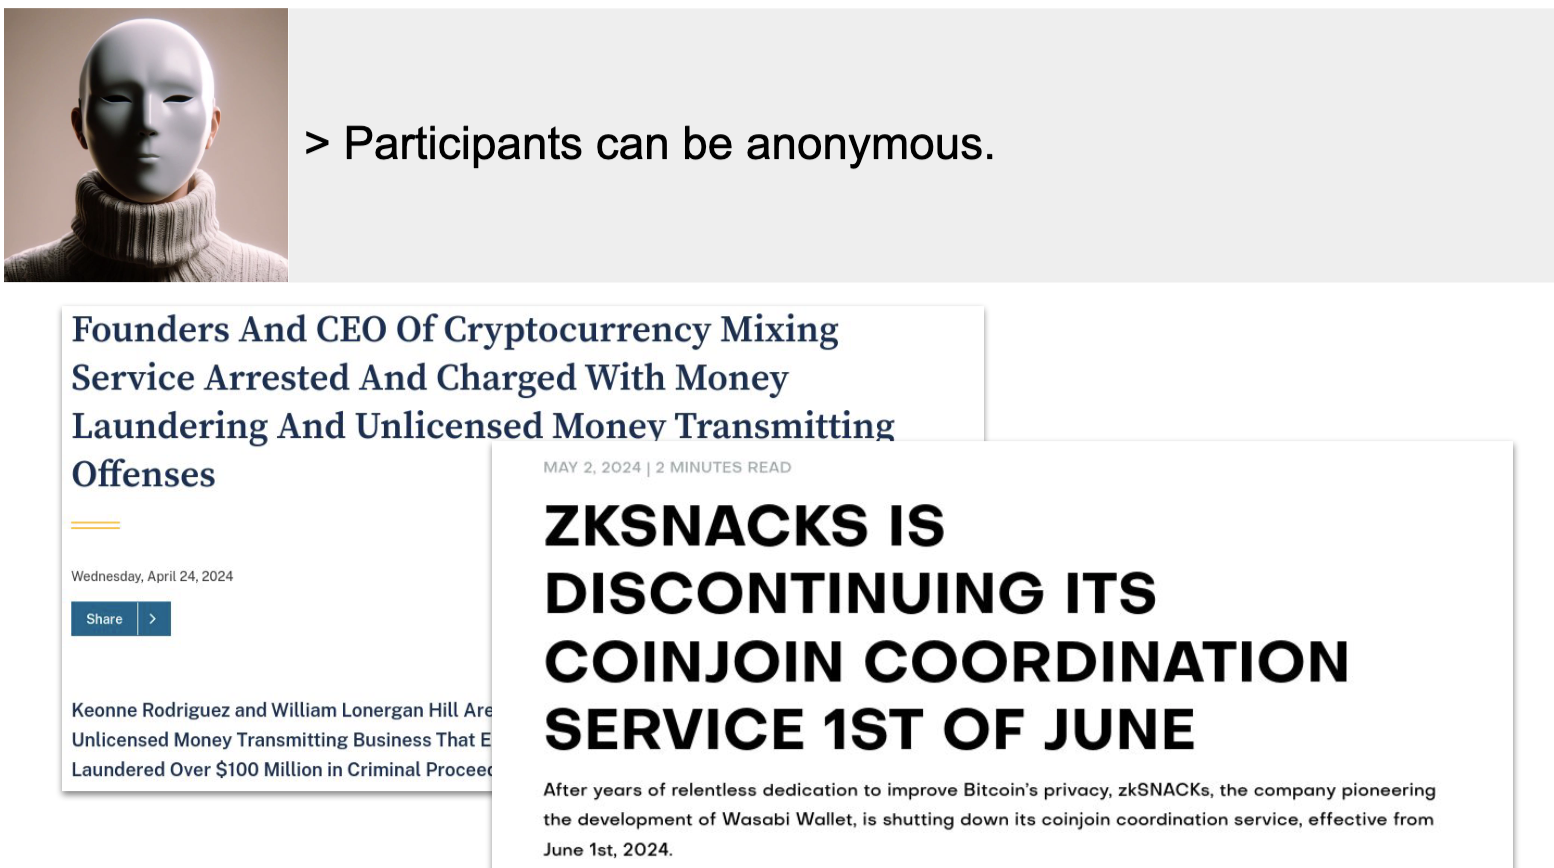 > Participants can be anonymous.
Founders And CEO Of Cryptocurrency Mixing
Service Arrested And Charged With Money
Laundering And Unlicensed Money Transmitting
Offenses
Wednesday, April 24, 2024
Share >
Keonne Rodriguez and William Lonergan Hill Are
Unlicensed Money Transmitting Business That E
Laundered Over $100 Million in Criminal Proceed
MAY 2, 2024 | 2 MINUTES READ
ZKSNACKS IS
DISCONTINUING ITS
COINJOIN COORDINATION
SERVICE 1ST OF JUNE
After years of relentless dedication to improve Bitcoin’s privacy, zkSNACKs, the company pioneering
the development of Wasabi Wallet, is shutting down its coinjoin coordination service, effective from
June 1st, 2024.